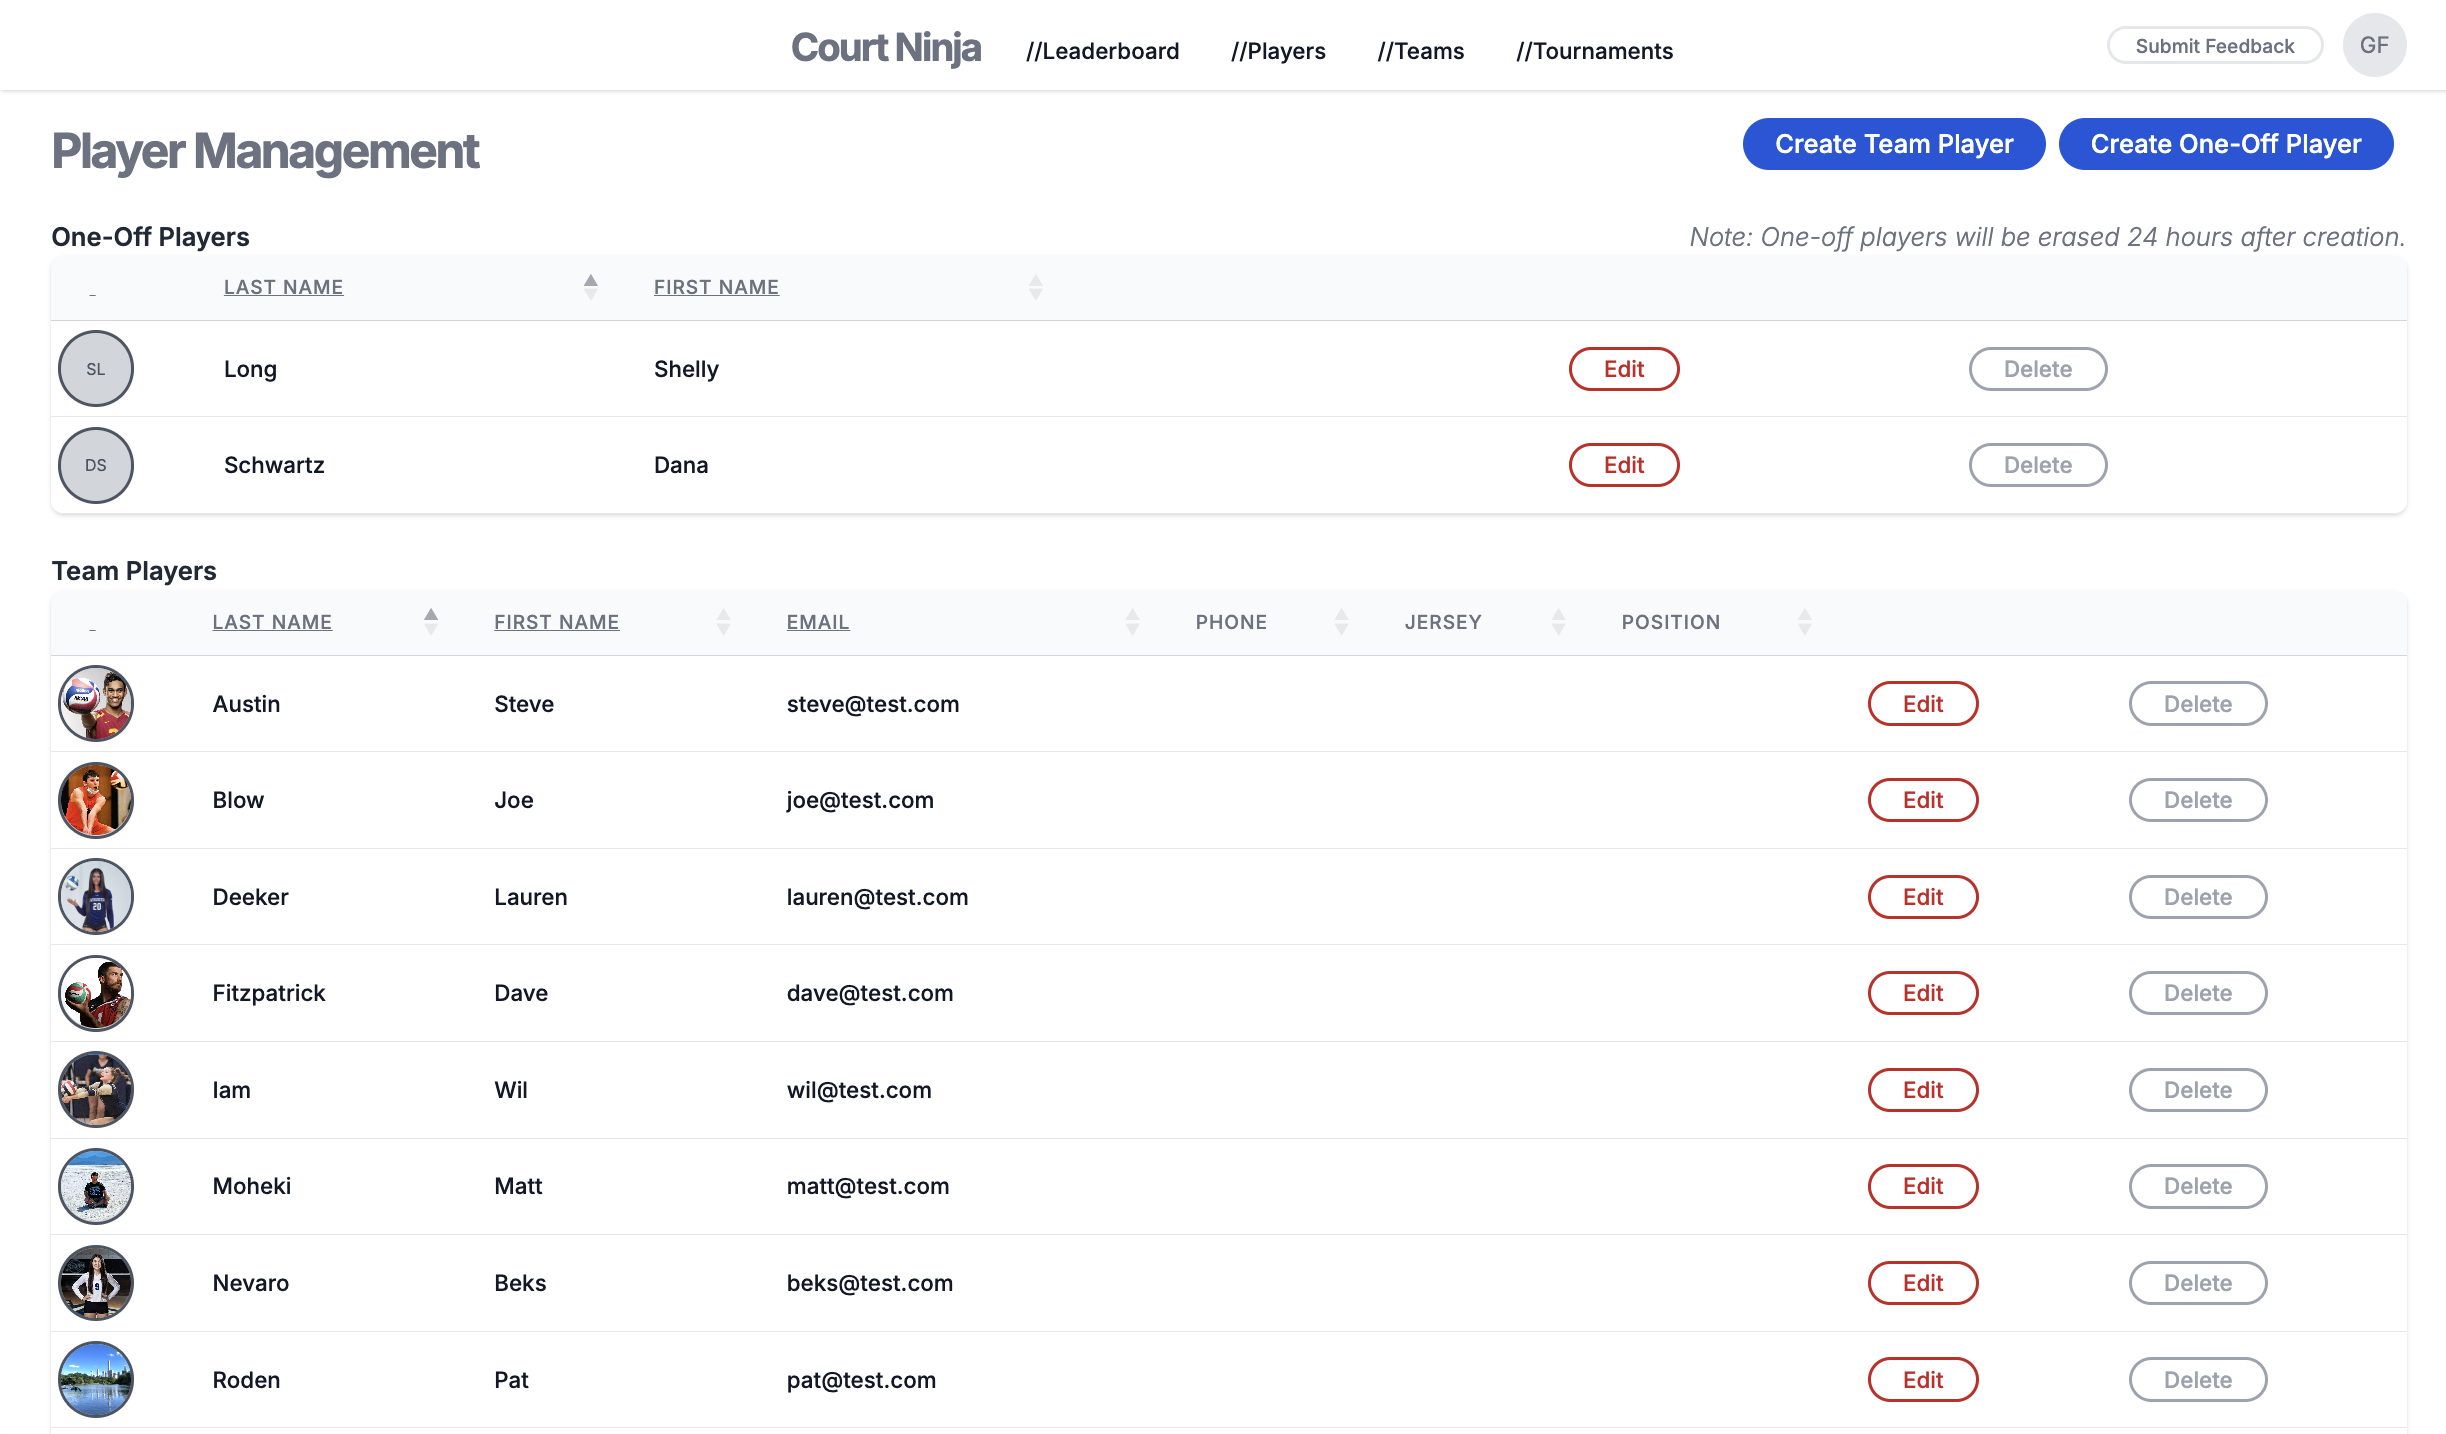 Court Ninja //Leaderboard //Players //Teams //Tournaments Submit Feedback GF
Player Management Create Team Player Create One-Off Player
One-Off Players Note: One-off players will be erased 24 hours after creation.
_ LAST NAME FIRST NAME
SL Long Shelly Edit Delete
DS Schwartz Dana Edit Delete
Team Players
_ LAST NAME FIRST NAME EMAIL PHONE JERSEY POSITION
Austin Steve steve@test.com Edit Delete
Blow Joe joe@test.com Edit Delete
20 Deeker Lauren lauren@test.com Edit Delete
Fitzpatrick Dave dave@test.com Edit Delete
Iam Wil wil@test.com Edit Delete
Moheki Matt matt@test.com Edit Delete
9 Nevaro Beks beks@test.com Edit Delete
Roden Pat pat@test.com Edit Delete